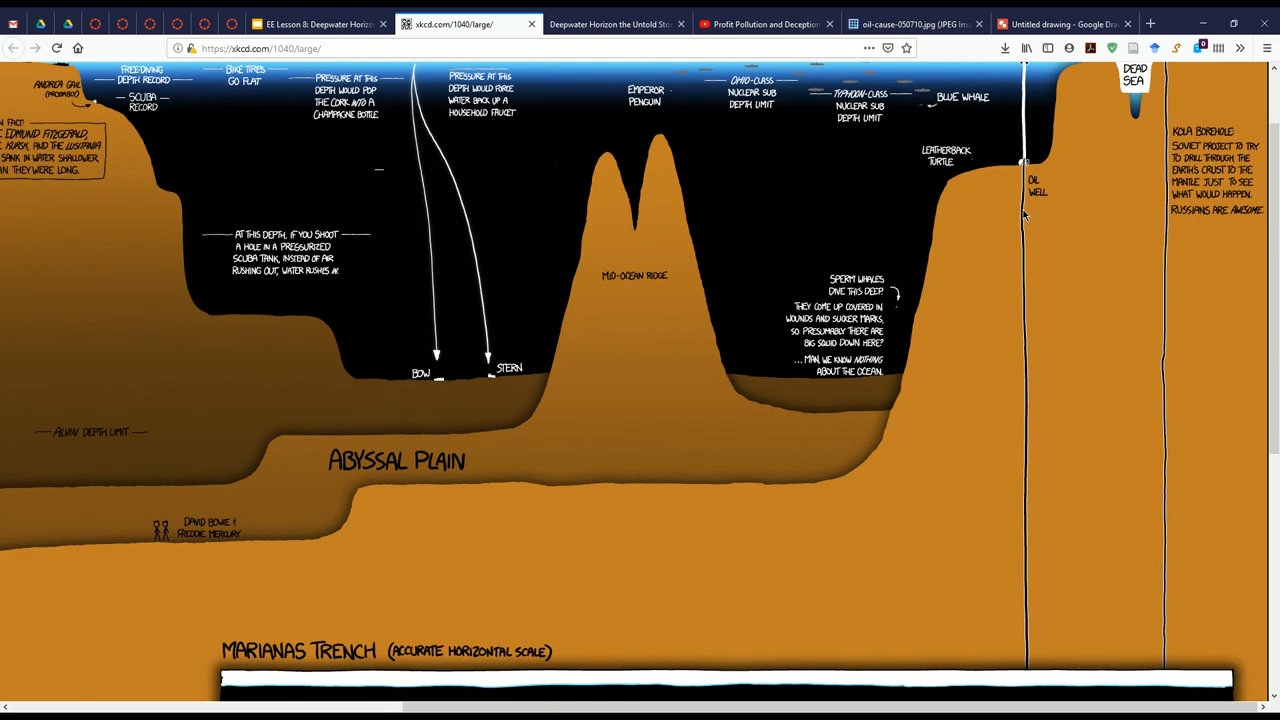 EE Lesson 8: Deepwater Horizon
xkcd.com/1040/large/
Deepwater Horizon the Untold Stor
Profit Pollution and Deception
oil-cause-050710.jpg (JPEG Ima
Untitled drawing - Google Dra
https://xkcd.com/1040/large/
ANDREA GAIL
(PROBABLY)
FREEDIVING
DEPTH RECORD
SCUBA
RECORD
BIKE TIRES
GO FLAT
PRESSURE AT THIS
DEPTH WOULD POP
THE CORK INTO A
CHAMPAGNE BOTTLE
PRESSURE AT THIS
DEPTH WOULD FORCE
WATER BACK UP A
HOUSEHOLD FAUCET
EMPEROR
PENGUIN
OHIO-CLASS
NUCLEAR SUB
DEPTH LIMIT
TYPHOON-CLASS
NUCLEAR SUB
DEPTH LIMIT
BLUE WHALE
LEATHERBACK
TURTLE
DEAD
SEA
OIL
WELL
KOLA BOREHOLE:
SOVIET PROJECT TO TRY
TO DRILL THROUGH THE
EARTH'S CRUST TO THE
MANTLE JUST TO SEE
WHAT WOULD HAPPEN.
RUSSIANS ARE AWESOME.
N FACT:
EDMUND FITZGERALD,
KURSK, AND THE LUSITANIA
SANK IN WATER SHALLOWER
AN THEY WERE LONG.
AT THIS DEPTH, IF YOU SHOOT
A HOLE IN A PRESSURIZED
SCUBA TANK, INSTEAD OF AIR
RUSHING OUT, WATER RUSHES IN.
MID-OCEAN RIDGE
SPERM WHALES
DIVE THIS DEEP.
THEY COME UP COVERED IN
WOUNDS AND SUCKER MARKS,
SO PRESUMABLY THERE ARE
BIG SQUID DOWN HERE?
...MAN, WE KNOW NOTHING
ABOUT THE OCEAN.
BOW
STERN
ALVIN DEPTH LIMIT
ABYSSAL PLAIN
DAVID BOWIE &
FREDDIE MERCURY
MARIANAS TRENCH (ACCURATE HORIZONTAL SCALE)